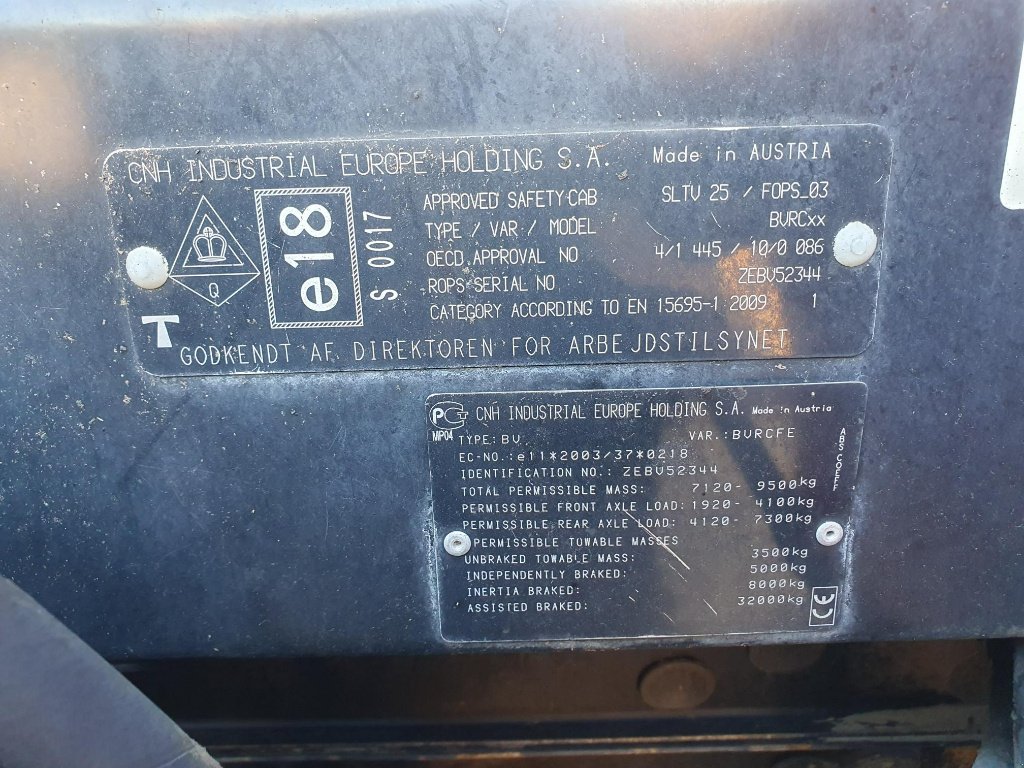 CNH INDUSTRIAL EUROPE HOLDING S.A. Made in AUSTRIA
APPROVED SAFETY CAB SLTV 25 / FOPS_03
TYPE / VAR / MODEL BVRCxx
OECD APPROVAL NO 4/1 445 / 10/0 086
ROPS SERIAL NO ZEBV52344
CATEGORY ACCORDING TO EN 15695-1:2009 1
Q
e18
S 0017
T
GODKENDT AF DIREKTOREN FOR ARBEJDSTILSYNET
CNH INDUSTRIAL EUROPE HOLDING S.A. Made in Austria
MP04
TYPE: BV VAR.: BVRCFE
EC-NO.: e11*2003/37*0218
IDENTIFICATION NO.: ZEBV52344
TOTAL PERMISSIBLE MASS: 7120- 9500kg
PERMISSIBLE FRONT AXLE LOAD: 1920- 4100kg
PERMISSIBLE REAR AXLE LOAD: 4120- 7300kg
PERMISSIBLE TOWABLE MASSES
UNBRAKED TOWABLE MASS: 3500kg
INDEPENDENTLY BRAKED: 5000kg
INERTIA BRAKED: 8000kg
ASSISTED BRAKED: 32000kg
CE